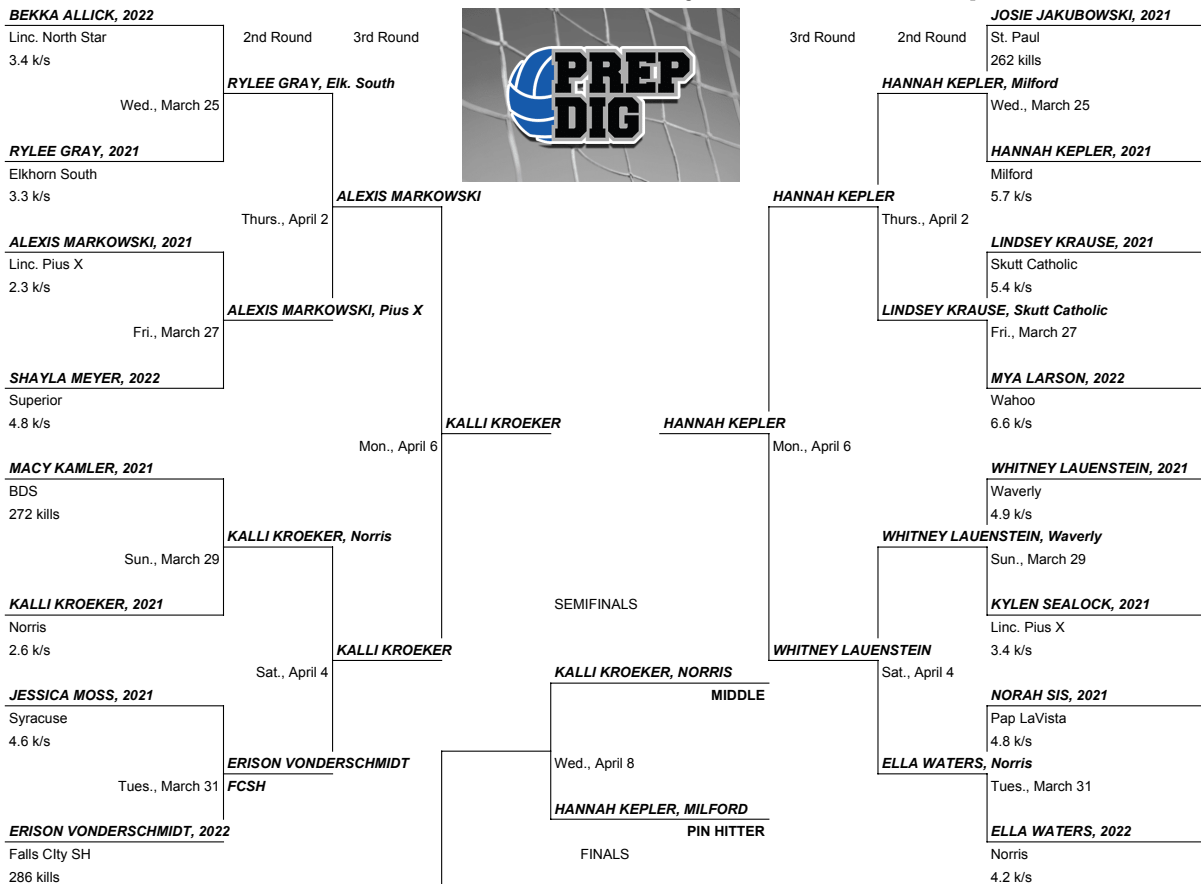 BEKKA ALLICK, 2022
Linc. North Star
3.4 k/s
2nd Round
3rd Round
RYLEE GRAY, Elk. South
Wed., March 25
RYLEE GRAY, 2021
Elkhorn South
3.3 k/s
ALEXIS MARKOWSKI
Thurs., April 2
ALEXIS MARKOWSKI, 2021
Linc. Pius X
2.3 k/s
ALEXIS MARKOWSKI, Pius X
Fri., March 27
SHAYLA MEYER, 2022
Superior
4.8 k/s
KALLI KROEKER
Mon., April 6
MACY KAMLER, 2021
BDS
272 kills
KALLI KROEKER, Norris
Sun., March 29
KALLI KROEKER, 2021
Norris
2.6 k/s
KALLI KROEKER
Sat., April 4
JESSICA MOSS, 2021
Syracuse
4.6 k/s
ERISON VONDERSCHMIDT
Tues., March 31
FCSH
ERISON VONDERSCHMIDT, 2022
Falls CIty SH
286 kills
PREP
DIG
SEMIFINALS
KALLI KROEKER, NORRIS
MIDDLE
Wed., April 8
HANNAH KEPLER, MILFORD
PIN HITTER
FINALS
3rd Round
2nd Round
JOSIE JAKUBOWSKI, 2021
St. Paul
262 kills
HANNAH KEPLER, Milford
Wed., March 25
HANNAH KEPLER, 2021
Milford
5.7 k/s
HANNAH KEPLER
Thurs., April 2
LINDSEY KRAUSE, 2021
Skutt Catholic
5.4 k/s
LINDSEY KRAUSE, Skutt Catholic
Fri., March 27
MYA LARSON, 2022
Wahoo
6.6 k/s
HANNAH KEPLER
Mon., April 6
WHITNEY LAUENSTEIN, 2021
Waverly
4.9 k/s
WHITNEY LAUENSTEIN, Waverly
Sun., March 29
KYLEN SEALOCK, 2021
Linc. Pius X
3.4 k/s
WHITNEY LAUENSTEIN
Sat., April 4
NORAH SIS, 2021
Pap LaVista
4.8 k/s
ELLA WATERS, Norris
Tues., March 31
ELLA WATERS, 2022
Norris
4.2 k/s